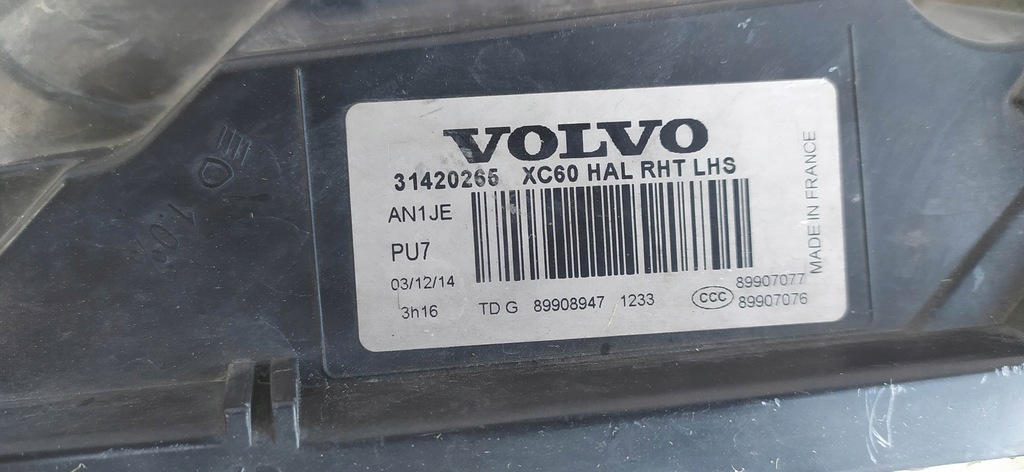 VOLVO
31420265 XC60 HAL RHT LHS
AN1JE
PU7
03/12/14
3h16
TD G 89908947 1233
CCC
89907077
89907076
MADE IN FRANCE